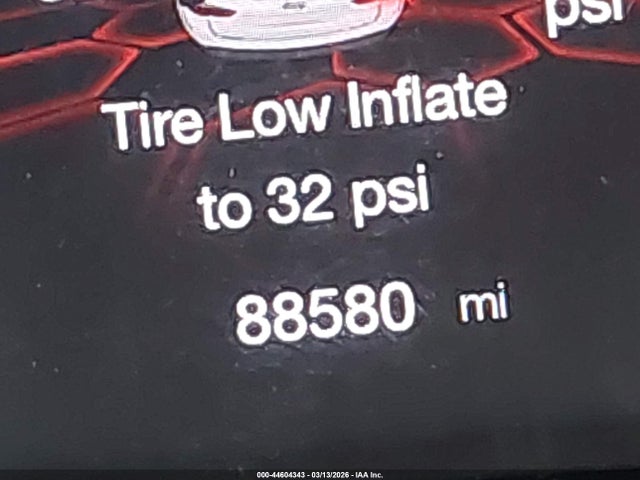 psi
Tire Low Inflate
to 32 psi
88580 mi
000-44604343 - 03/13/2026 - IAA Inc.